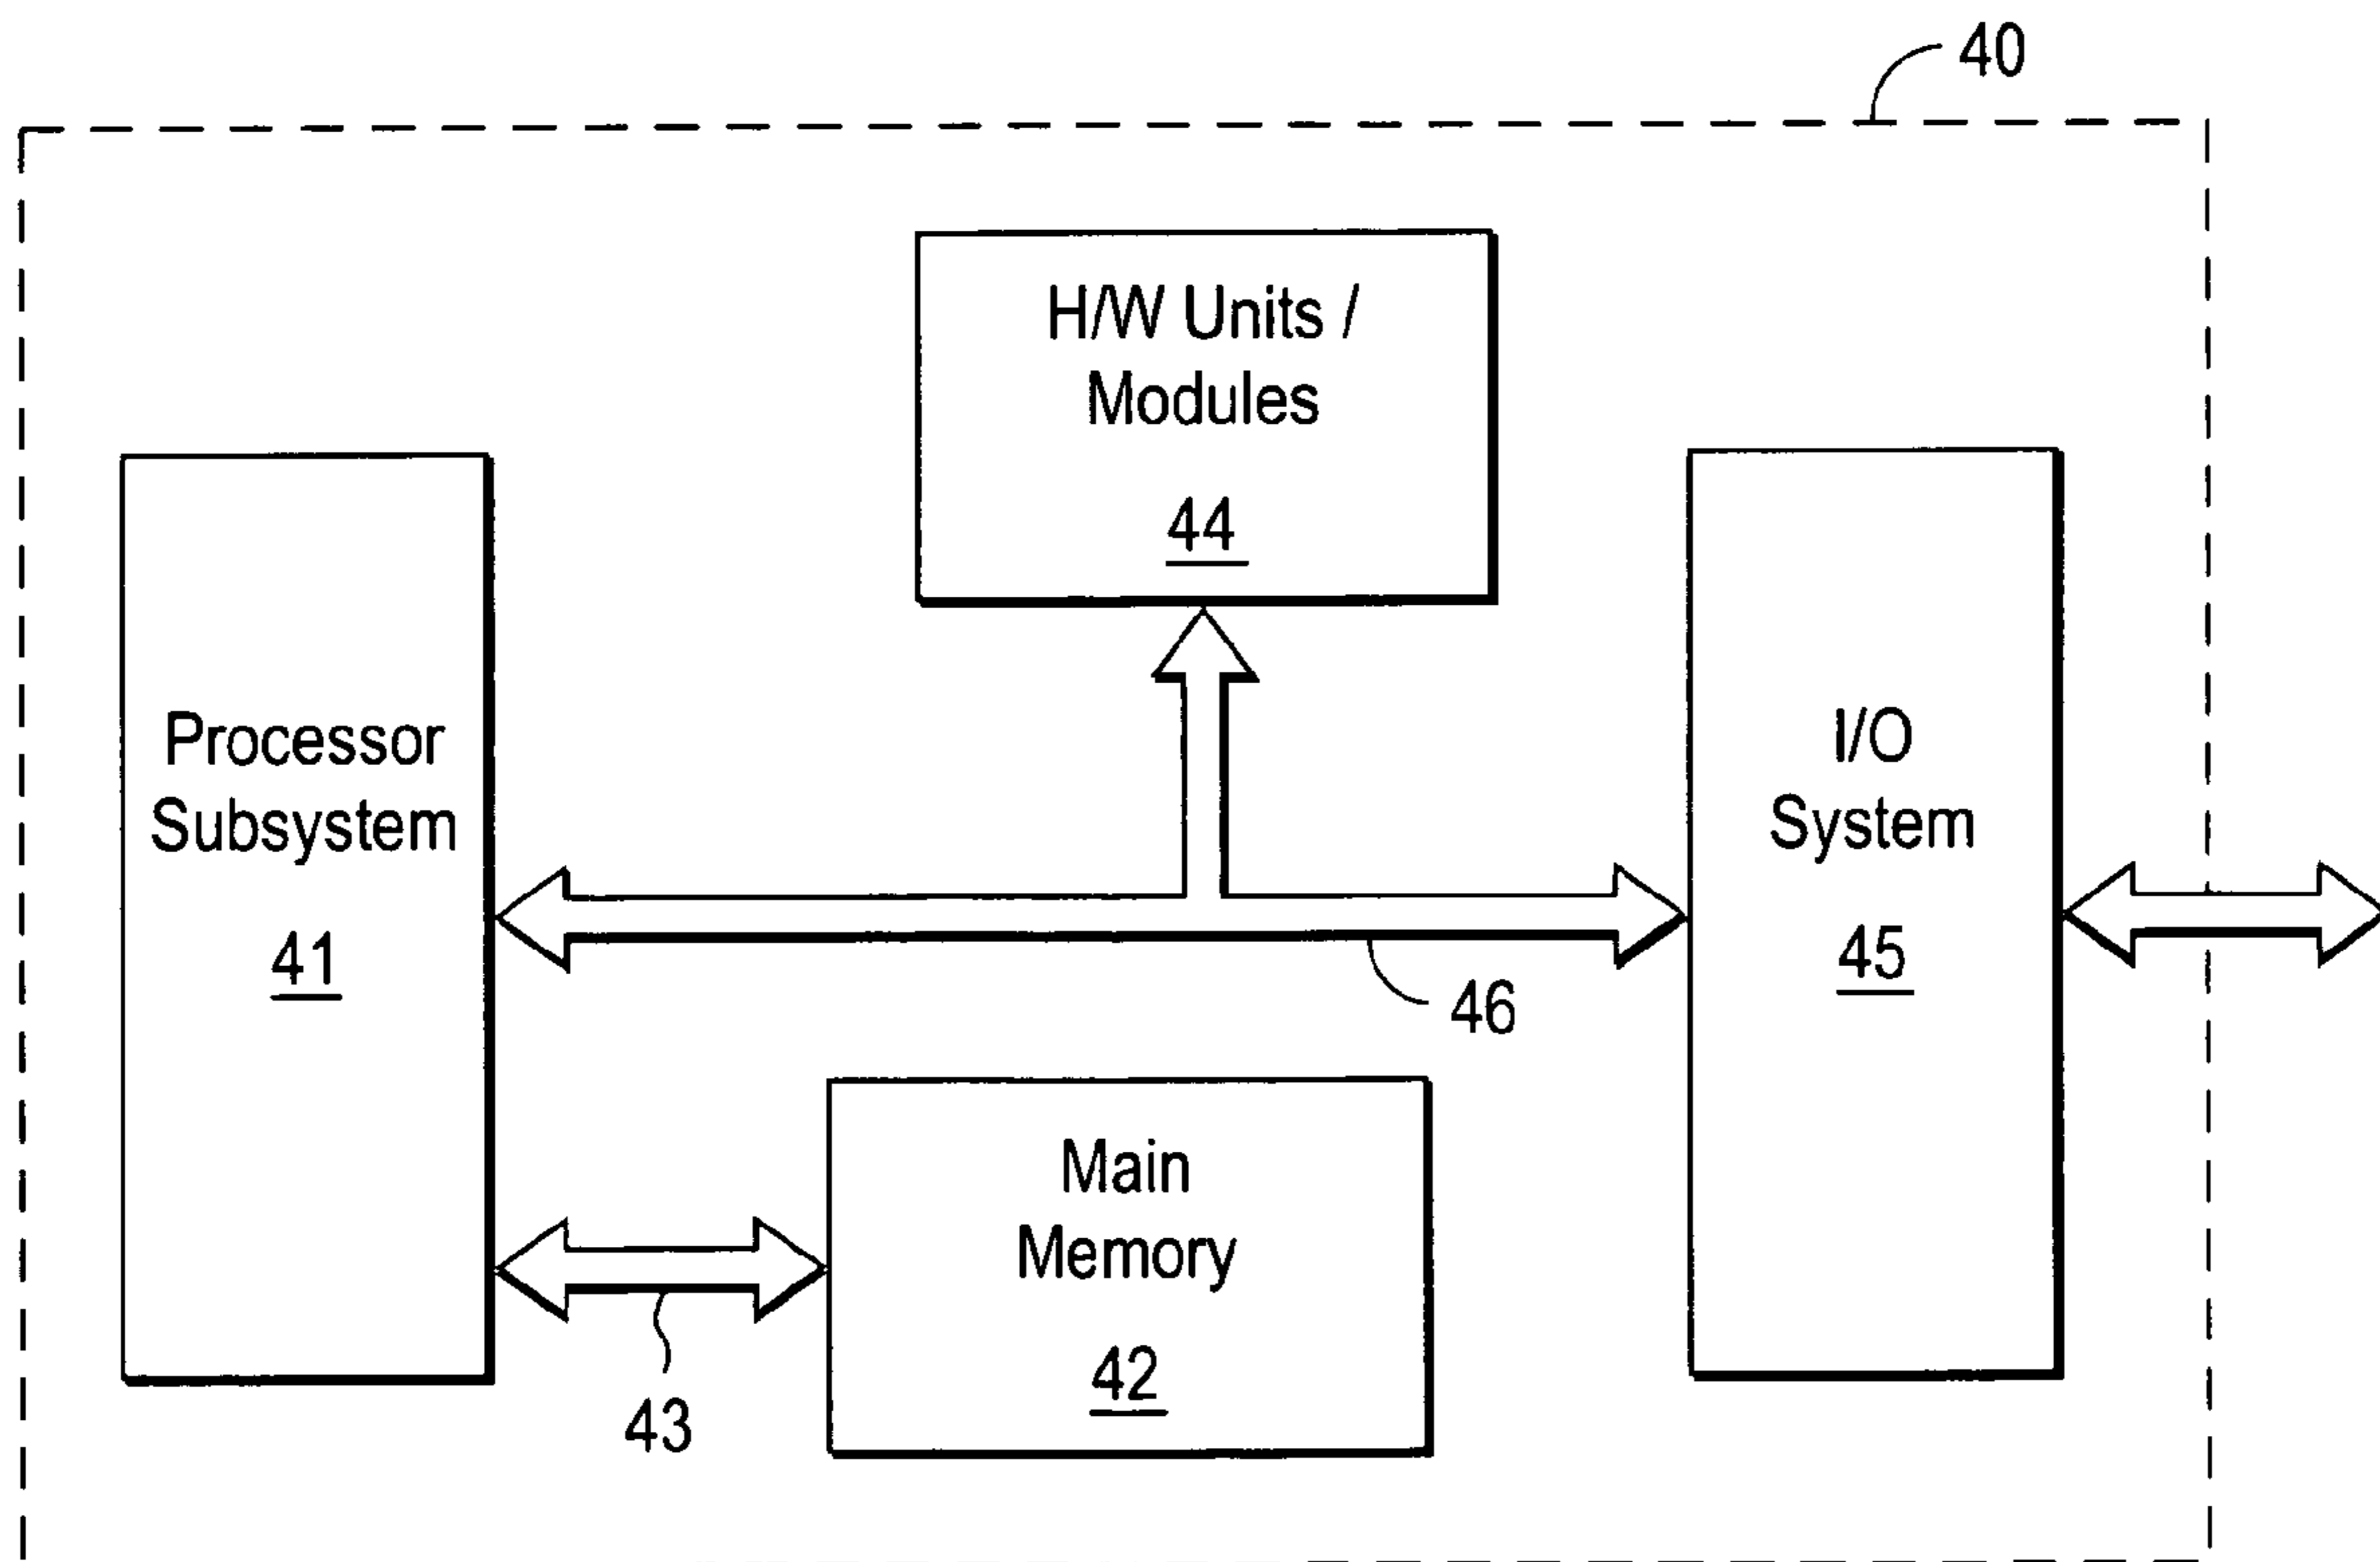 40
H/W Units /
Modules
44
Processor
Subsystem
41
I/O
System
45
46
Main
Memory
42
43